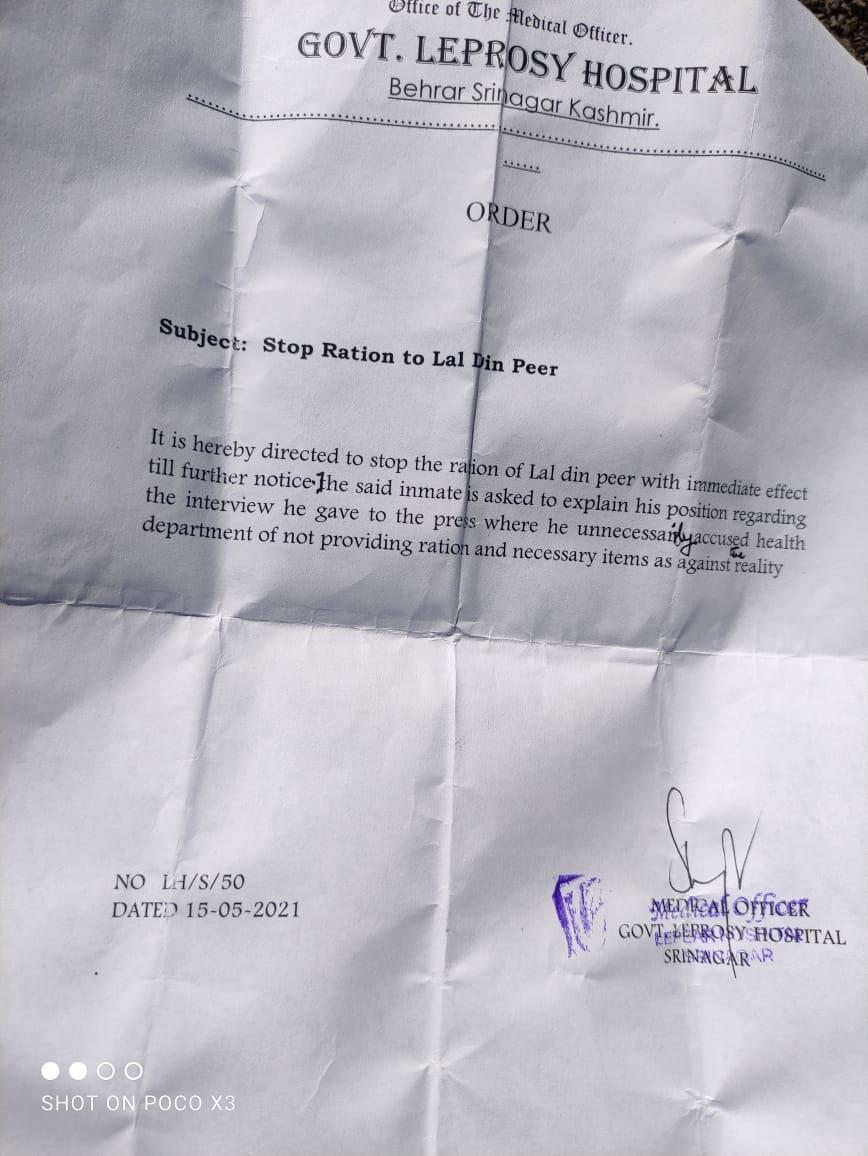 Office of The Medical Officer.
GOVT. LEPROSY HOSPITAL
Behrar Srinagar Kashmir.
ORDER
Subject: Stop Ration to Lal Din Peer
It is hereby directed to stop the ration of Lal din peer with immediate effect
till further notice. The said inmate is asked to explain his position regarding
the interview he gave to the press where he unnecessarily accused health
department of not providing ration and necessary items as against the reality
NO LH/S/50
DATED 15-05-2021
MEDICAL OFFICER
Medical Officer
GOVT. LEPROSY HOSPITAL
SRINAGAR
SHOT ON POCO X3